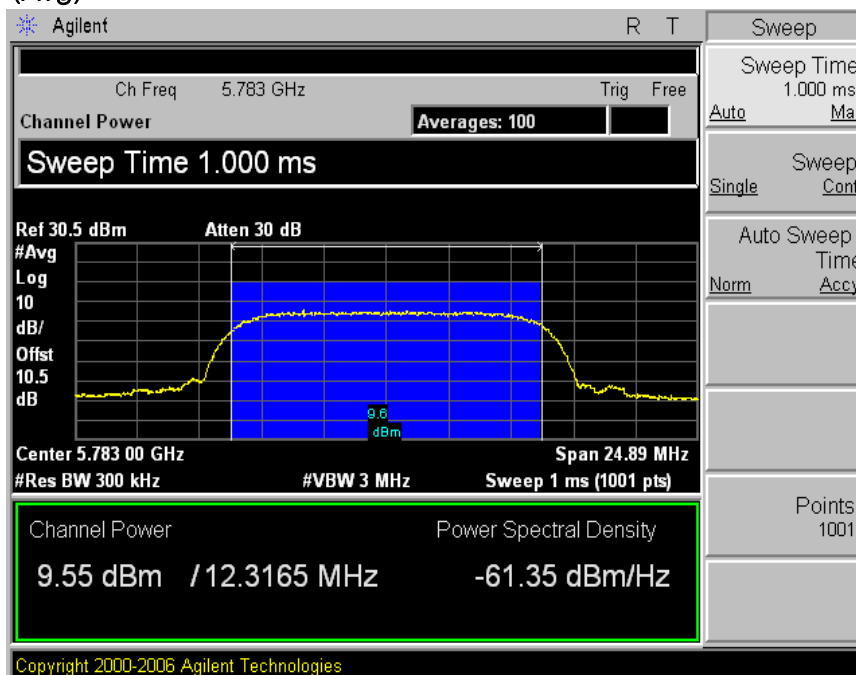 Agilent R T Sweep
Ch Freq 5.783 GHz Trig Free
Channel Power Averages: 100
Sweep Time 1.000 ms
Ref 30.5 dBm Atten 30 dB
#Avg
Log
10
dB/
Offst
10.5
dB
9.6
dBm
Center 5.783 00 GHz Span 24.89 MHz
#Res BW 300 kHz #VBW 3 MHz Sweep 1 ms (1001 pts)
Channel Power Power Spectral Density
9.55 dBm /12.3165 MHz -61.35 dBm/Hz
Copyright 2000-2006 Agilent Technologies
Sweep Time
1.000 ms
Auto Ma
Sweep
Single Cont
Auto Sweep
Time
Norm Accy
Points
1001